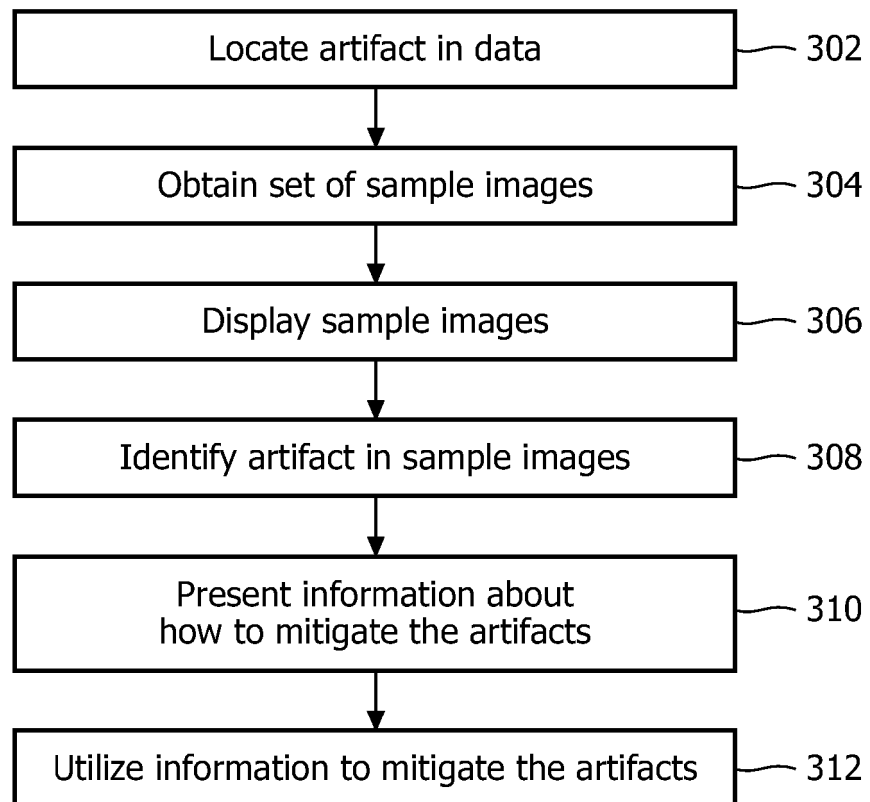 Locate artifact in data
302
Obtain set of sample images
304
Display sample images
306
Identify artifact in sample images
308
Present information about
how to mitigate the artifacts
310
Utilize information to mitigate the artifacts
312